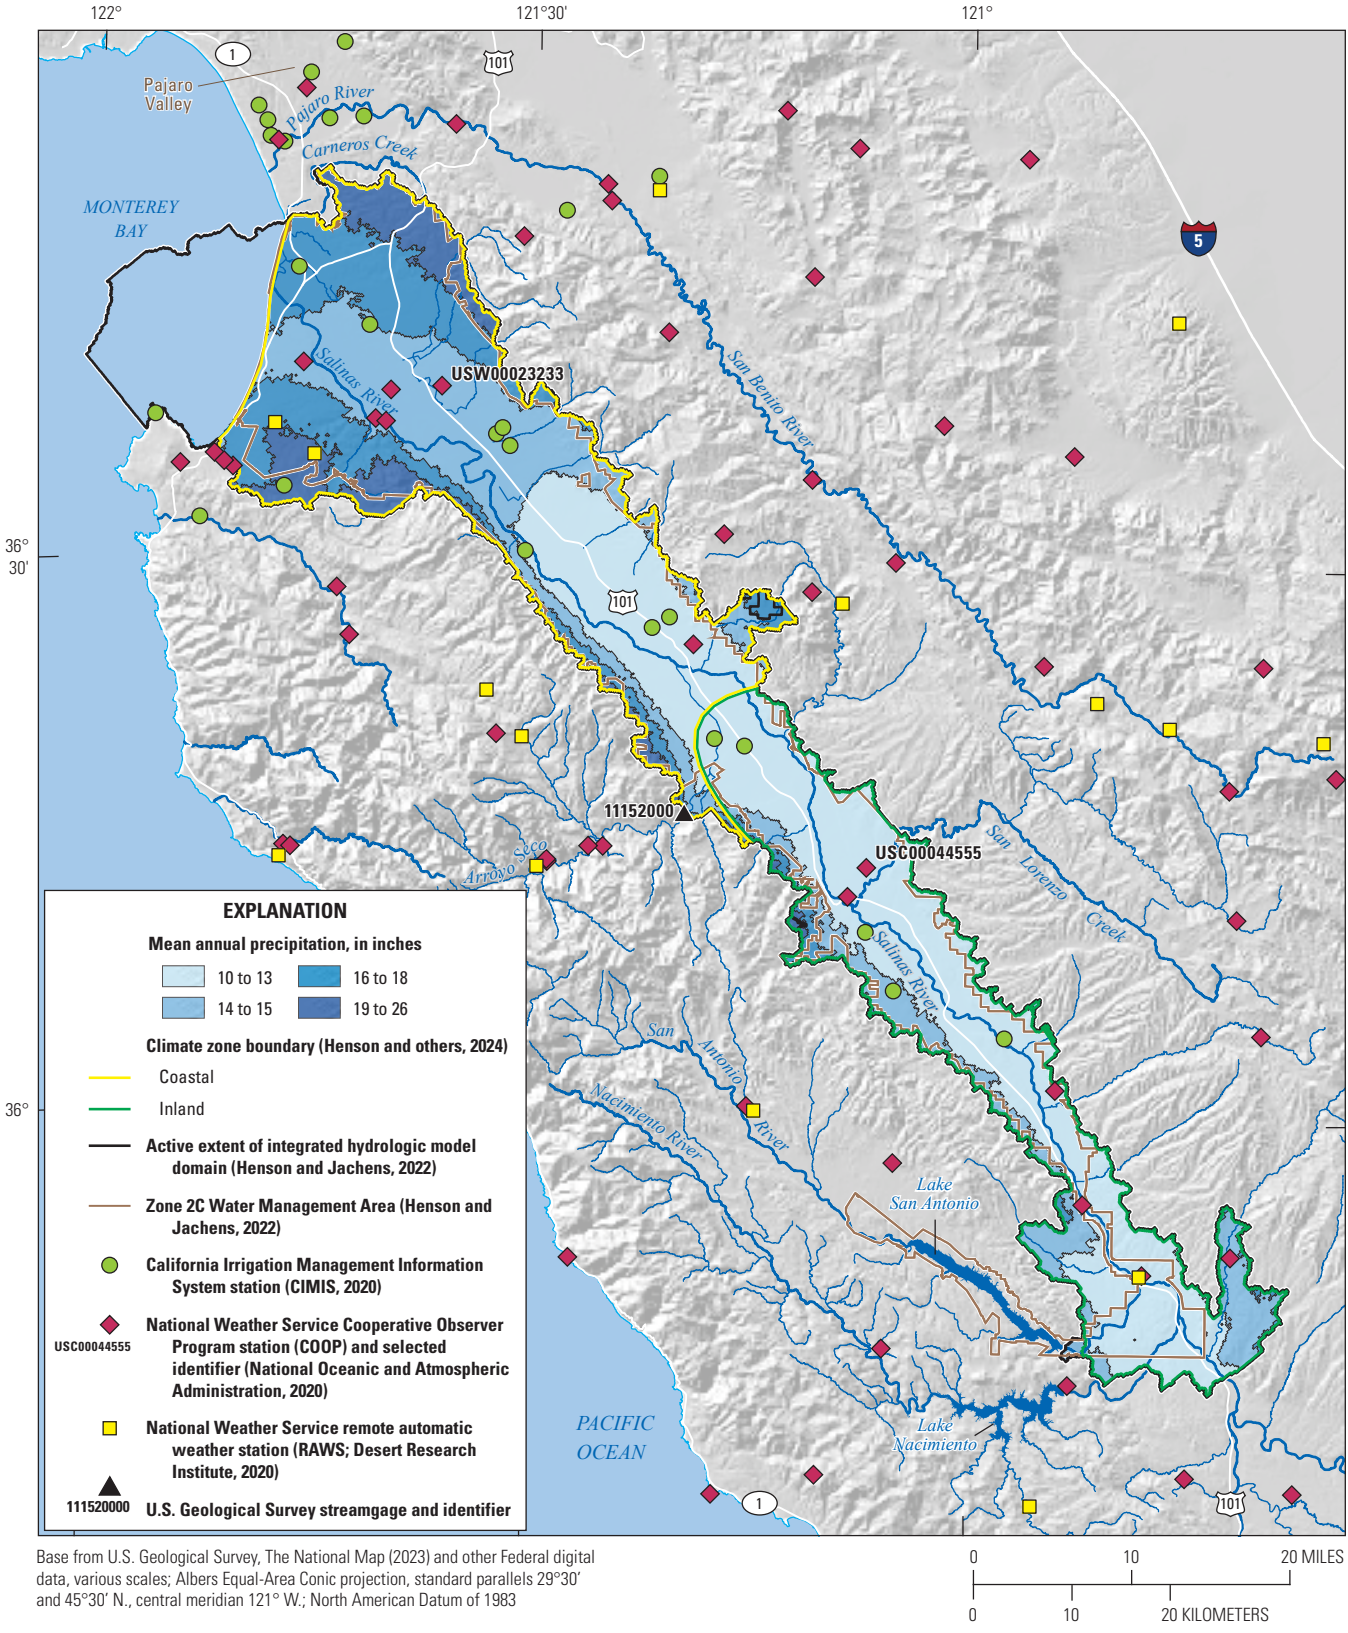 122°
121°30'
121°
1
101
Pajaro
Valley
Pajaro River
Carneros Creek
MONTEREY
BAY
5
Salinas River
USW00023233
San Benito River
36°
30'
101
11152000
USC00044555
Arroyo Seco
San Lorenzo Creek
Salinas River
San Antonio River
Nacimiento River
36°
Lake
San Antonio
Lake
Nacimiento
PACIFIC
OCEAN
1
101
EXPLANATION
Mean annual precipitation, in inches
10 to 13
16 to 18
14 to 15
19 to 26
Climate zone boundary (Henson and others, 2024)
Coastal
Inland
Active extent of integrated hydrologic model
domain (Henson and Jachens, 2022)
Zone 2C Water Management Area (Henson and
Jachens, 2022)
California Irrigation Management Information
System station (CIMIS, 2020)
National Weather Service Cooperative Observer
Program station (COOP) and selected
identifier (National Oceanic and Atmospheric
Administration, 2020)
USC00044555
National Weather Service remote automatic
weather station (RAWS; Desert Research
Institute, 2020)
111520000
U.S. Geological Survey streamgage and identifier
Base from U.S. Geological Survey, The National Map (2023) and other Federal digital
data, various scales; Albers Equal-Area Conic projection, standard parallels 29°30'
and 45°30' N., central meridian 121° W.; North American Datum of 1983
0 10 20 MILES
0 10 20 KILOMETERS